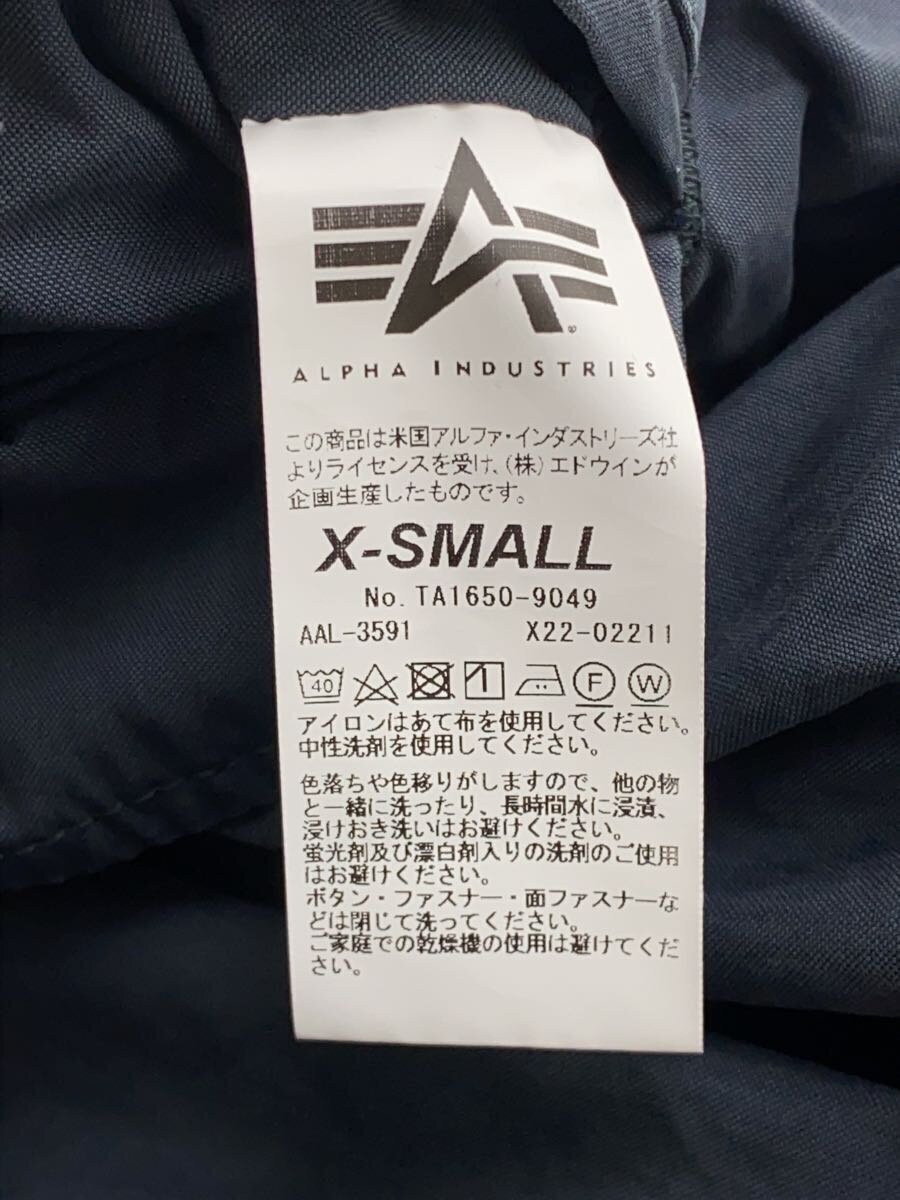 ALPHA INDUSTRIES
この商品は米国アルファ・インダストリーズ社
よりライセンスを受け、(株)エドウインが
企画生産したものです。
X-SMALL
No. TA1650-9049
AAL-3591 X22-02211
40 F W
アイロンはあて布を使用してください。
中性洗剤を使用してください。
色落ちや色移りがしますので、他の物
と一緒に洗ったり、長時間水に浸漬、
浸けおき洗いはお避けください。
蛍光剤及び漂白剤入りの洗剤のご使用
はお避けください。
ボタン・ファスナー・面ファスナーな
どは閉じて洗ってください。
ご家庭での乾燥機の使用は避けてくだ
さい。